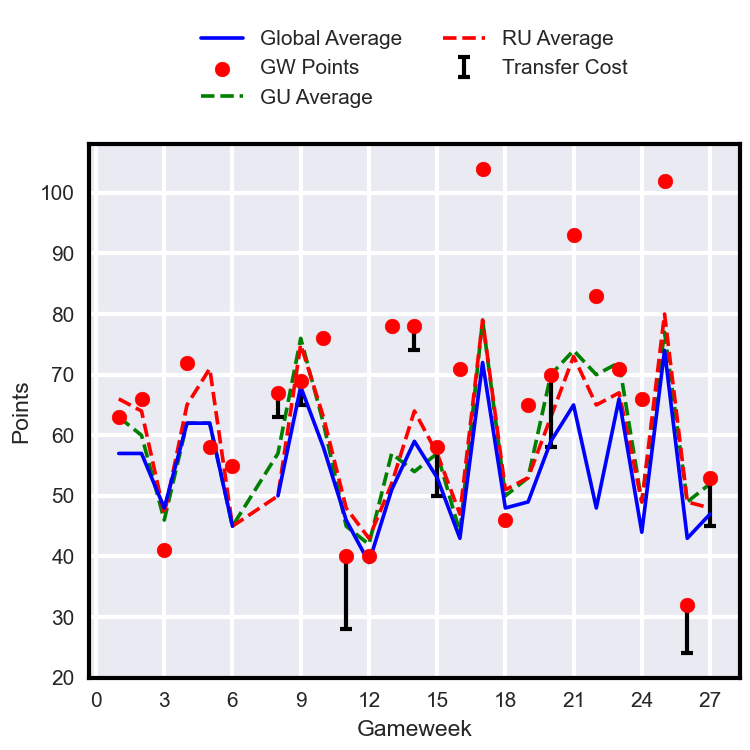 Global Average
GW Points
GU Average
RU Average
Transfer Cost
Points
100
90
80
70
60
50
40
30
20
0 3 6 9 12 15 18 21 24 27
Gameweek